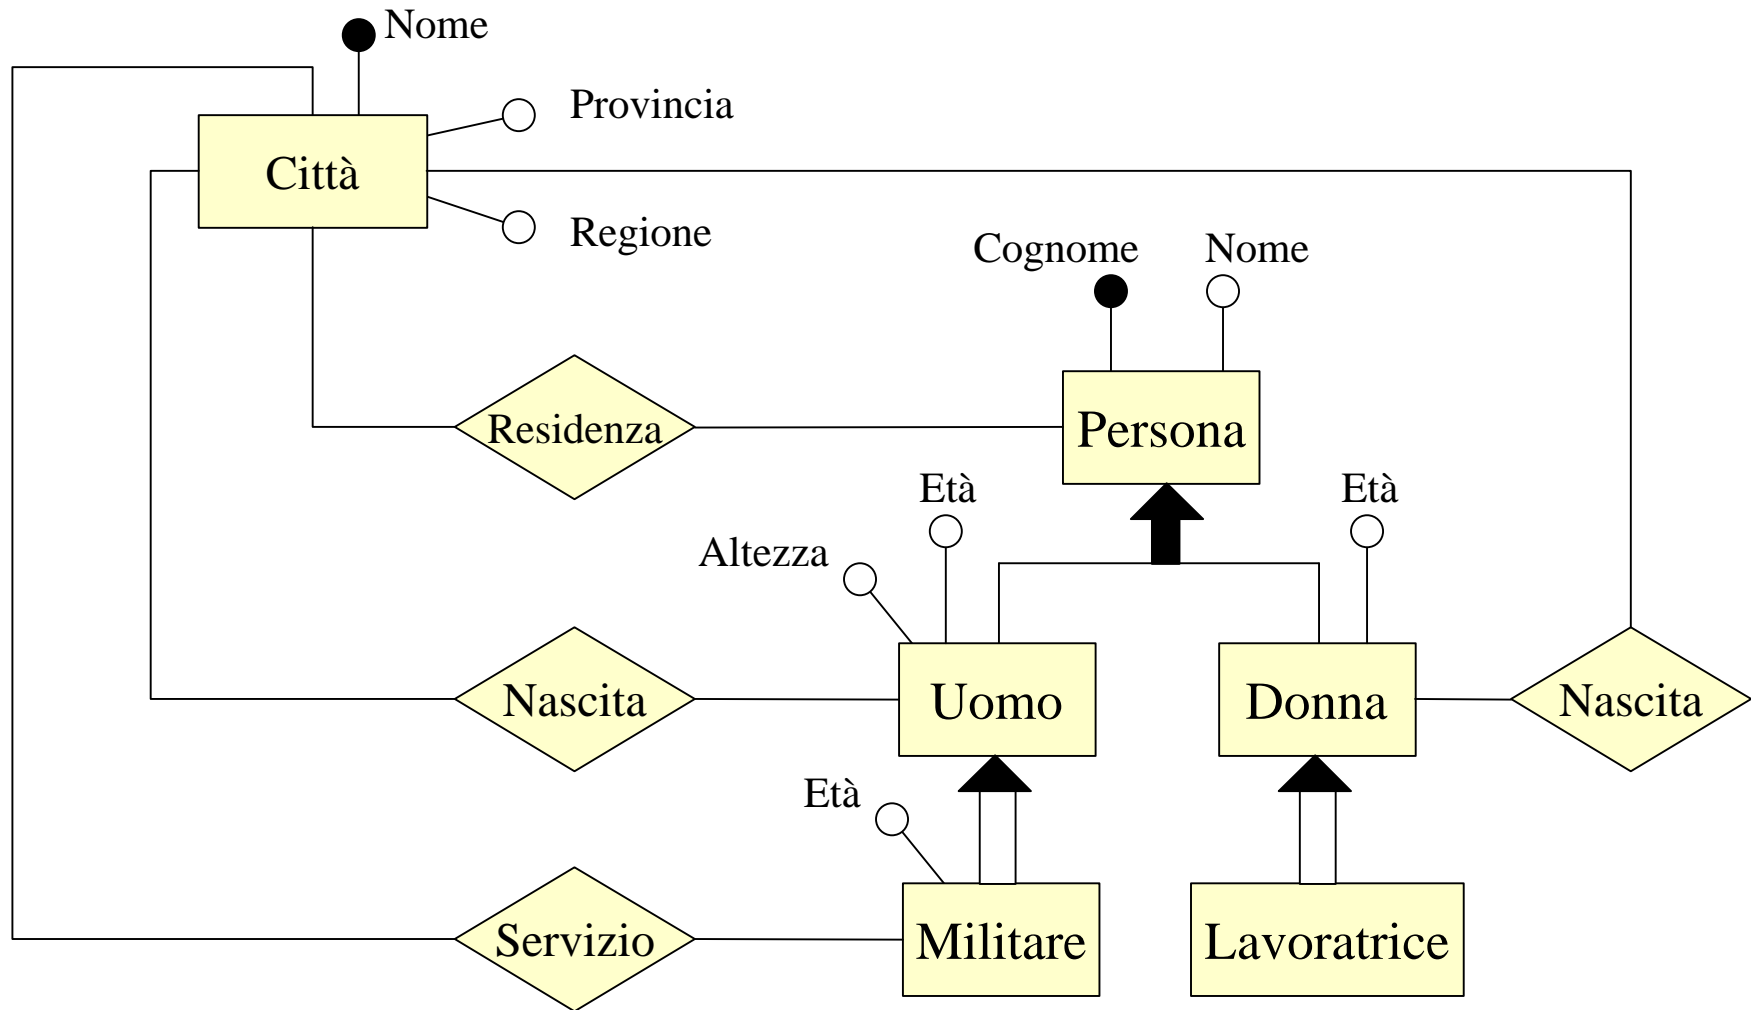 Nome
Provincia
Città
Regione
Cognome Nome
Residenza
Persona
Età
Età
Altezza
Nascita
Uomo
Donna
Nascita
Età
Servizio
Militare
Lavoratrice